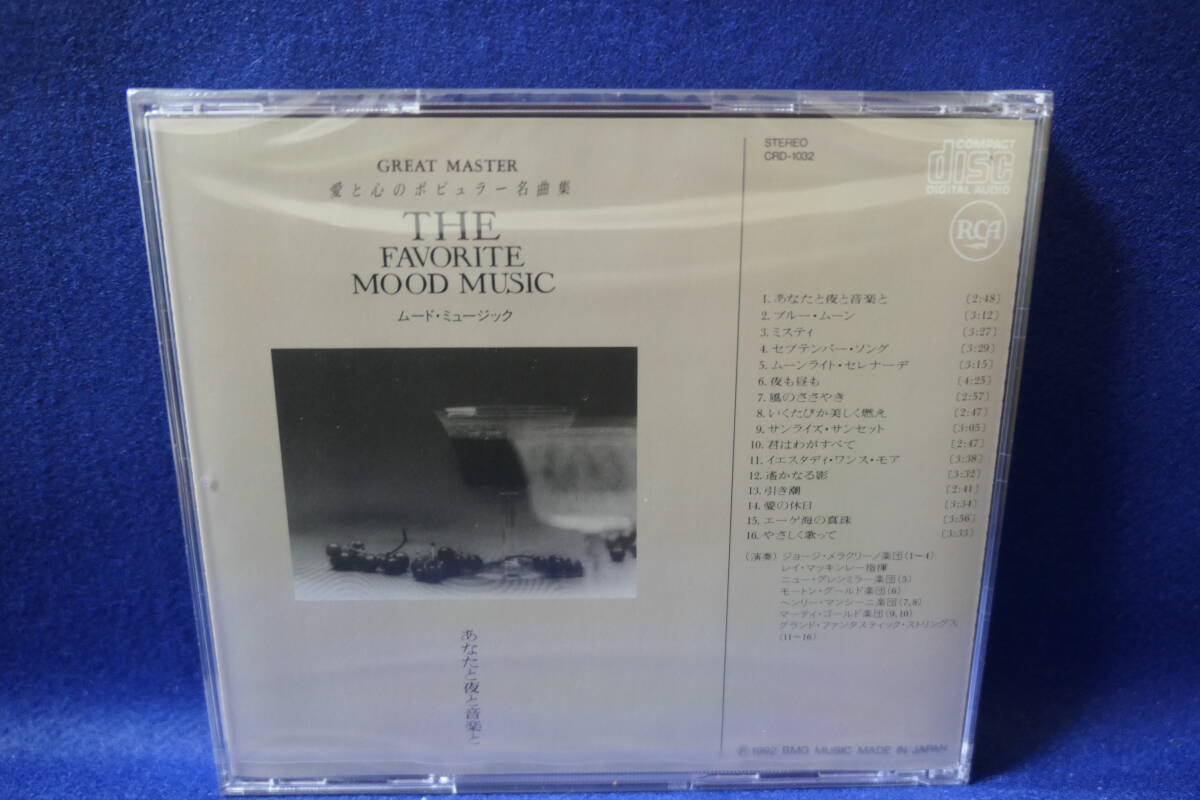 GREAT MASTER
愛と心のポピュラー名曲集
THE
FAVORITE
MOOD MUSIC
ムード・ミュージック
あなたと夜と音楽と
STEREO
CRD-1032
COMPACT
disc
DIGITAL AUDIO
RCA
1. あなたと夜と音楽と [2:48]
2. ブルー・ムーン [3:12]
3. ミスティ [3:27]
4. セプテンバー・ソング [3:29]
5. ムーンライト・セレナーデ [3:15]
6. 夜も昼も [4:25]
7. 風のささやき [2:57]
8. いくたびか美しく燃え [2:47]
9. サンライズ・サンセット [3:05]
10. 君はわがすべて [2:47]
11. イエスタディ・ワンス・モア [3:38]
12. 遙かなる影 [3:32]
13. 引き潮 [2:41]
14. 愛の休日 [3:34]
15. エーゲ海の真珠 [3:56]
16. やさしく歌って [3:33]
(演奏) ジョージ・メラクリーノ楽団(1〜4)
レイ・マッキンレー指揮
ニュー・グレンミラー楽団(5)
モートン・グールド楽団(6)
ヘンリー・マンシーニ楽団(7,8)
マーティ・ゴールド楽団(9,10)
グランド・ファンタスティック・ストリングス
(11〜16)
Ⓟ1992 BMG MUSIC MADE IN JAPAN